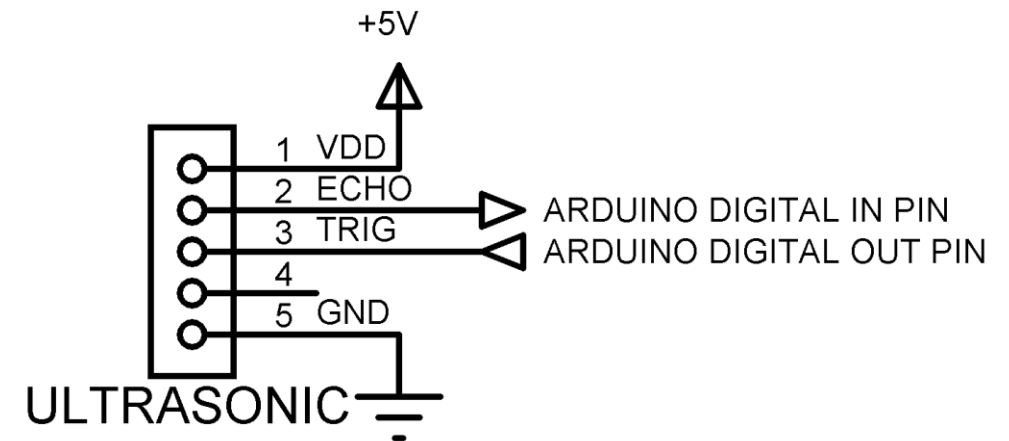 +5V
1 VDD
2 ECHO
ARDUINO DIGITAL IN PIN
3 TRIG
ARDUINO DIGITAL OUT PIN
4
5 GND
ULTRASONIC